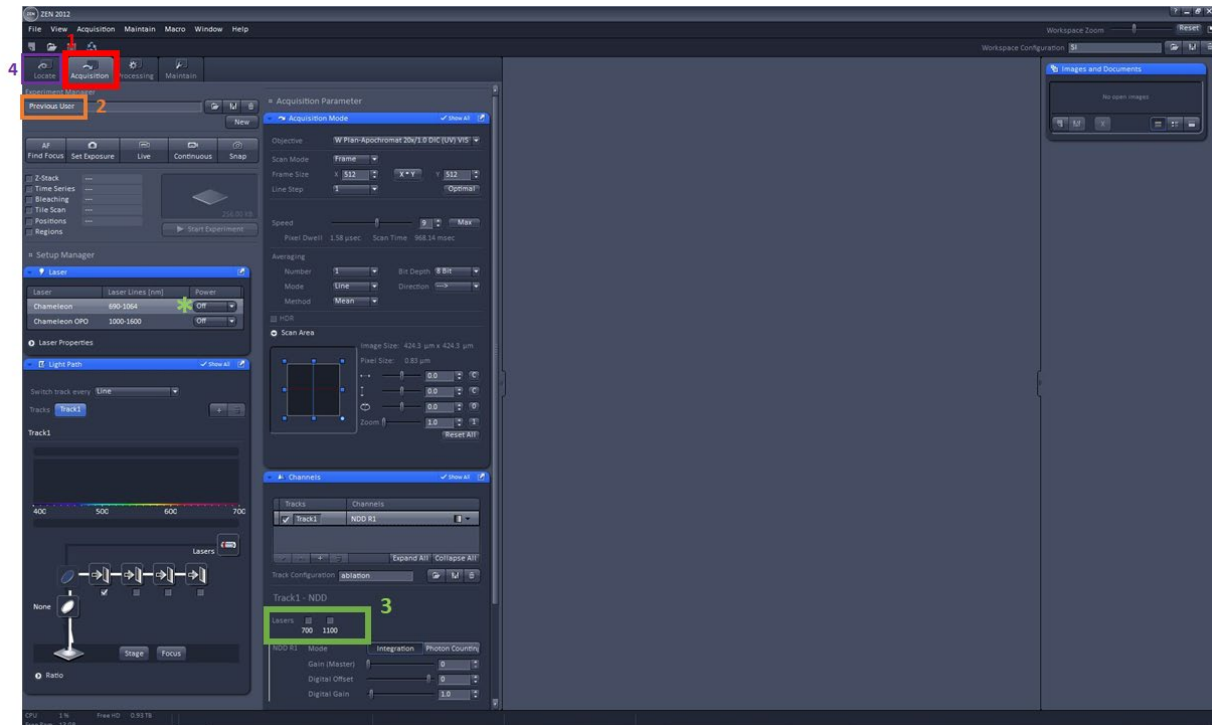 ZEN 2012
File View Acquisition Maintain Macro Window Help
Workspace Zoom Reset
1
Workspace Configuration SI
4
Locate Acquisition Processing Maintain
Experiment Manager
Previous User 2
New
AF
Find Focus Set Exposure Live Continuous Snap
Z-Stack ---
Time Series ---
Bleaching ---
Tile Scan ---
Positions ---
Regions
Start Experiment
Setup Manager
Laser
Laser Laser Lines [nm] Power
Chameleon 690-1064 * Off
Chameleon OPO 1000-1600 Off
Laser Properties
Light Path Show All
Switch track every Line
Tracks Track1
Track1
400 500 600 700
Lasers
None
Stage Focus
Ratio
Acquisition Parameter
Acquisition Mode Show All
Objective W Plan-Apochromat 20x/1.0 DIC (UV) VIS
Scan Mode Frame
Frame Size X 512 X * Y Y 512
Line Step 1 Optimal
Speed 9 Max
Pixel Dwell 1.58 µsec Scan Time 968.14 msec
Averaging
Number 1 Bit Depth 8 Bit
Mode Line Direction -->
Method Mean
HDR
Scan Area
Image Size: 424.3 µm x 424.3 µm
Pixel Size: 0.83 µm
0.0 C
0.0 C
0.0 0
Zoom 1.0 1
Reset All
Channels Show All
Tracks Channels
Track1 NDD R1
Expand All Collapse All
Track Configuration ablation
Track1 - NDD
3
Lasers
700 1100
NDD R1 Mode Integration Photon Counting
Gain (Master) 0
Digital Offset 0
Digital Gain 1.0
Images and Documents
No open images
CPU 1 % Free HD 0.93 TB